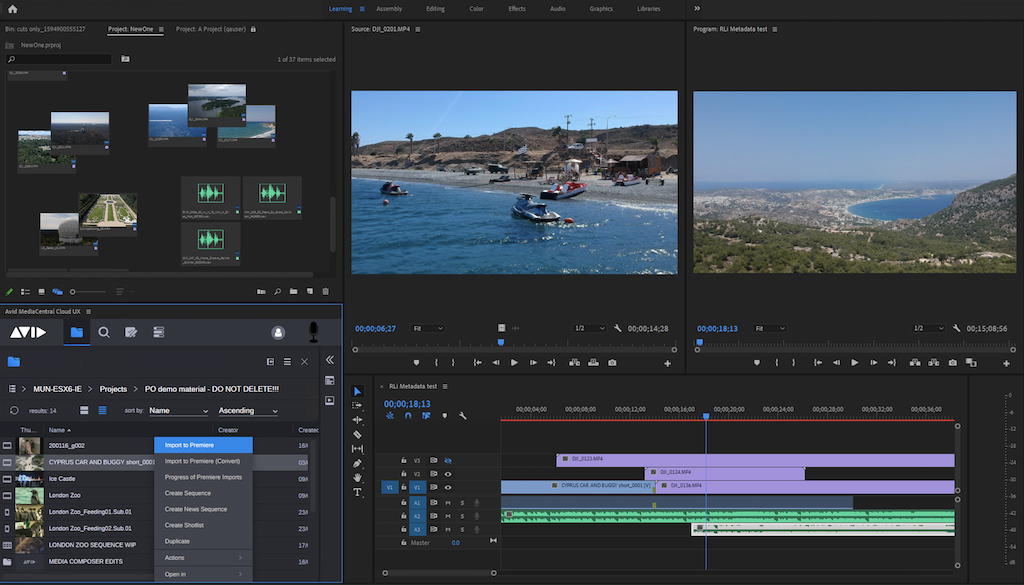 Learning Assembly Editing Color Effects Audio Graphics Libraries
Bin: cuts only_1594900555127 Project: NewOne Project: A Project (qauser)
NewOne.prproj
1 of 37 items selected
Source: DJI_0201.MP4
00;00;06;27 Fit 1/2 00;00;14;28
Program: RLi Metadata test
00;00;18;13 Fit 1/2 00;15;08;56
Avid MediaCentral Cloud UX
AVID
MUN-ESX6-IE > Projects > PO demo material - DO NOT DELETE!!!
results: 14 sort by: Name Ascending
Thu... Name Creator Created
200116_g002
CYPRUS CAR AND BUGGY short_0001
Ice Castle
London Zoo
London Zoo_Feeding01.Sub.01
London Zoo_Feeding02.Sub.01
LONDON ZOO SEQUENCE WIP
MEDIA COMPOSER EDITS
Import to Premiere
Import to Premiere (Convert)
Progress of Premiere Imports
Create Sequence
Create News Sequence
Create Shotlist
Duplicate
Actions
Open in
RLi Metadata test
00;00;18;13
00;00;04;00 00;00;08;00 00;00;12;00 00;00;16;00 00;00;20;00 00;00;24;00 00;00;28;00 00;00;32;00 00;00;36;00
V3 DJI_0123.MP4
V2 DJI_0124.MP4
V1 V1 CYPRUS CAR AND BUGGY short_0001 [V] DJI_0136.MP4
A1 M S
A2 M S
A3 M S
Master 0.0